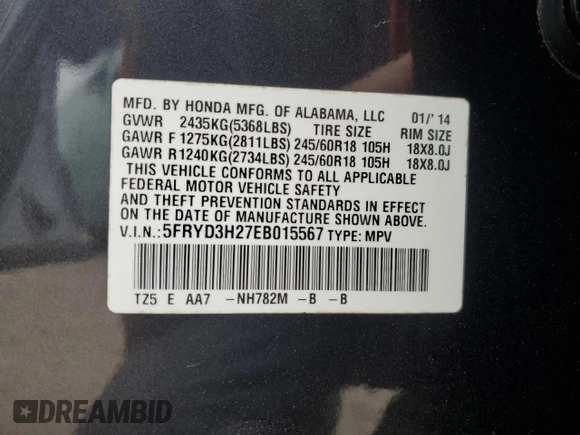 MFD. BY HONDA MFG. OF ALABAMA, LLC 01/' 14
GVWR 2435KG(5368LBS) TIRE SIZE RIM SIZE
GAWR F 1275KG(2811LBS) 245/60R18 105H 18X8.0J
GAWR R1240KG(2734LBS) 245/60R18 105H 18X8.0J
THIS VEHICLE CONFORMS TO ALL APPLICABLE
FEDERAL MOTOR VEHICLE SAFETY
AND THEFT PREVENTION STANDARDS IN EFFECT
ON THE DATE OF MANUFACTURE SHOWN ABOVE.
V.I.N.:5FRYD3H27EB015567 TYPE: MPV
TZ5 E AA7 -NH782M -B -B
DREAMBID